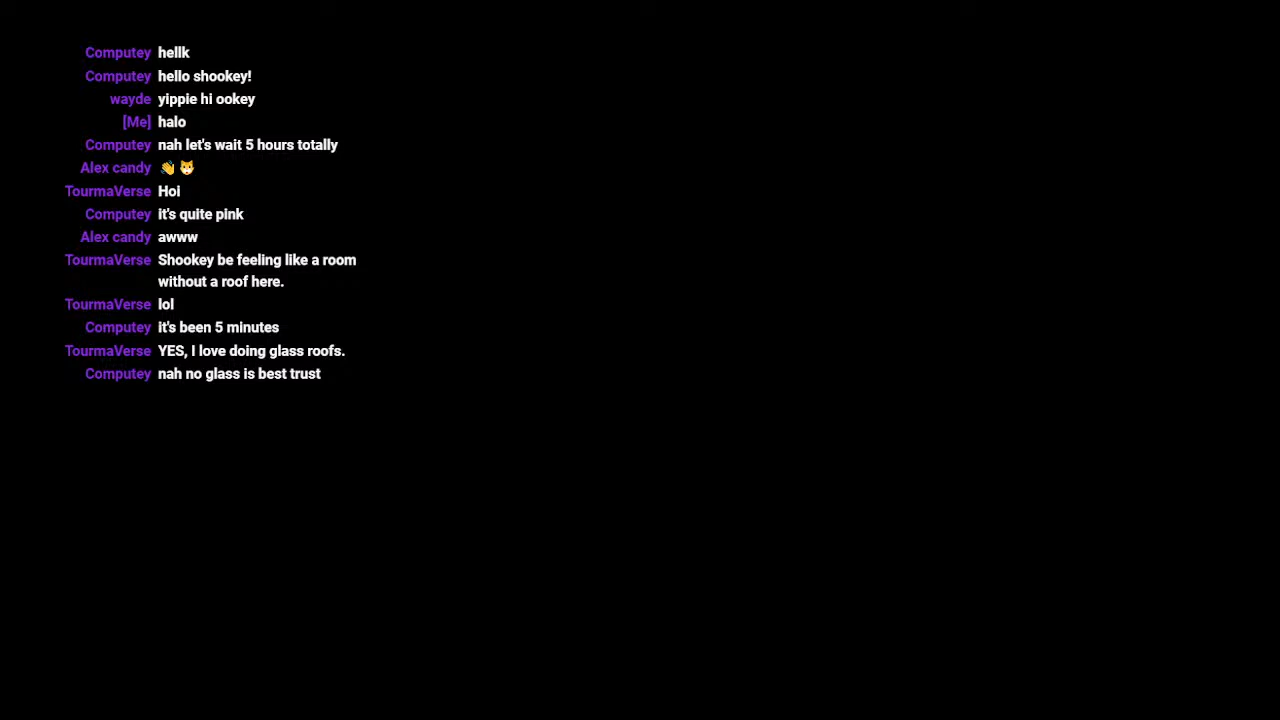 Computey hellk
Computey hello shookey!
wayde yippie hi ookey
[Me] halo
Computey nah let's wait 5 hours totally
Alex candy 👋 🐱
TourmaVerse Hoi
Computey it's quite pink
Alex candy awww
TourmaVerse Shookey be feeling like a room
without a roof here.
TourmaVerse lol
Computey it's been 5 minutes
TourmaVerse YES, I love doing glass roofs.
Computey nah no glass is best trust